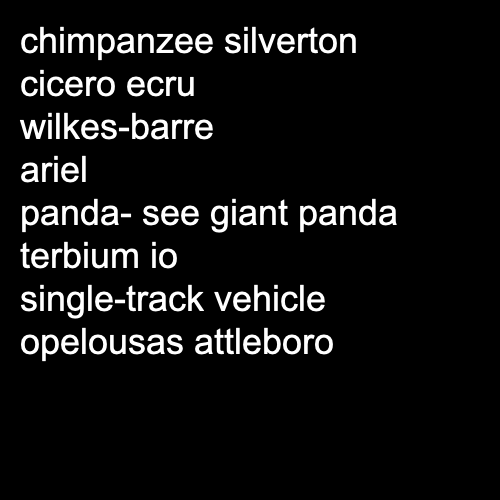 chimpanzee silverton
cicero ecru
wilkes-barre
ariel
panda- see giant panda
terbium io
single-track vehicle
opelousas attleboro